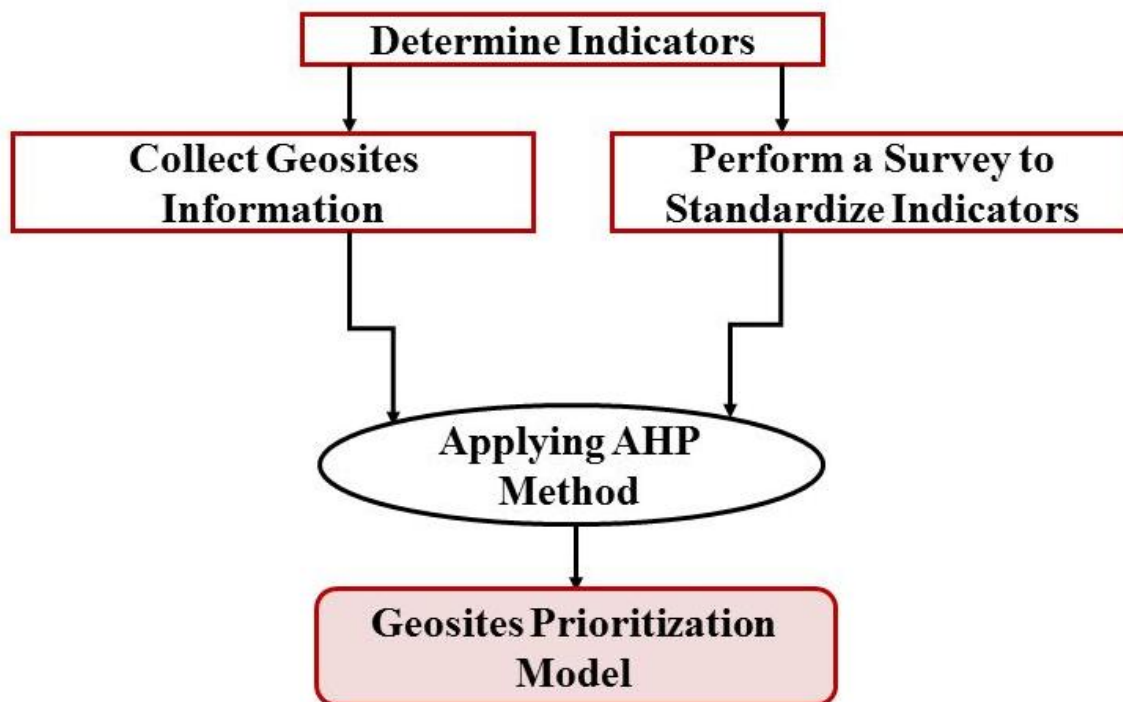 Determine Indicators
Collect Geosites
Information
Perform a Survey to
Standardize Indicators
Applying AHP
Method
Geosites Prioritization
Model